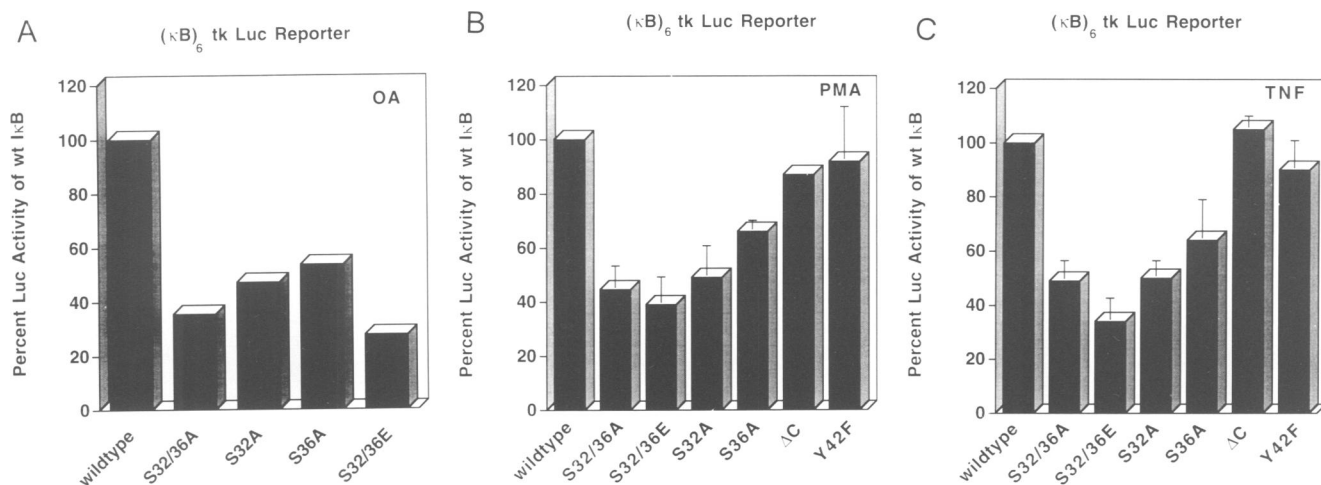 A
(κB)6 tk Luc Reporter
Percent Luc Activity of wt IκB
120
100
80
60
40
20
0
OA
wildtype
S32/36A
S32A
S36A
S32/36E
B
(κB)6 tk Luc Reporter
Percent Luc Activity of wt IκB
120
100
80
60
40
20
0
PMA
wildtype
S32/36A
S32/36E
S32A
S36A
ΔC
Y42F
C
(κB)6 tk Luc Reporter
Percent Luc Activity of wt IκB
120
100
80
60
40
20
0
TNF
wildtype
S32/36A
S32/36E
S32A
S36A
ΔC
Y42F